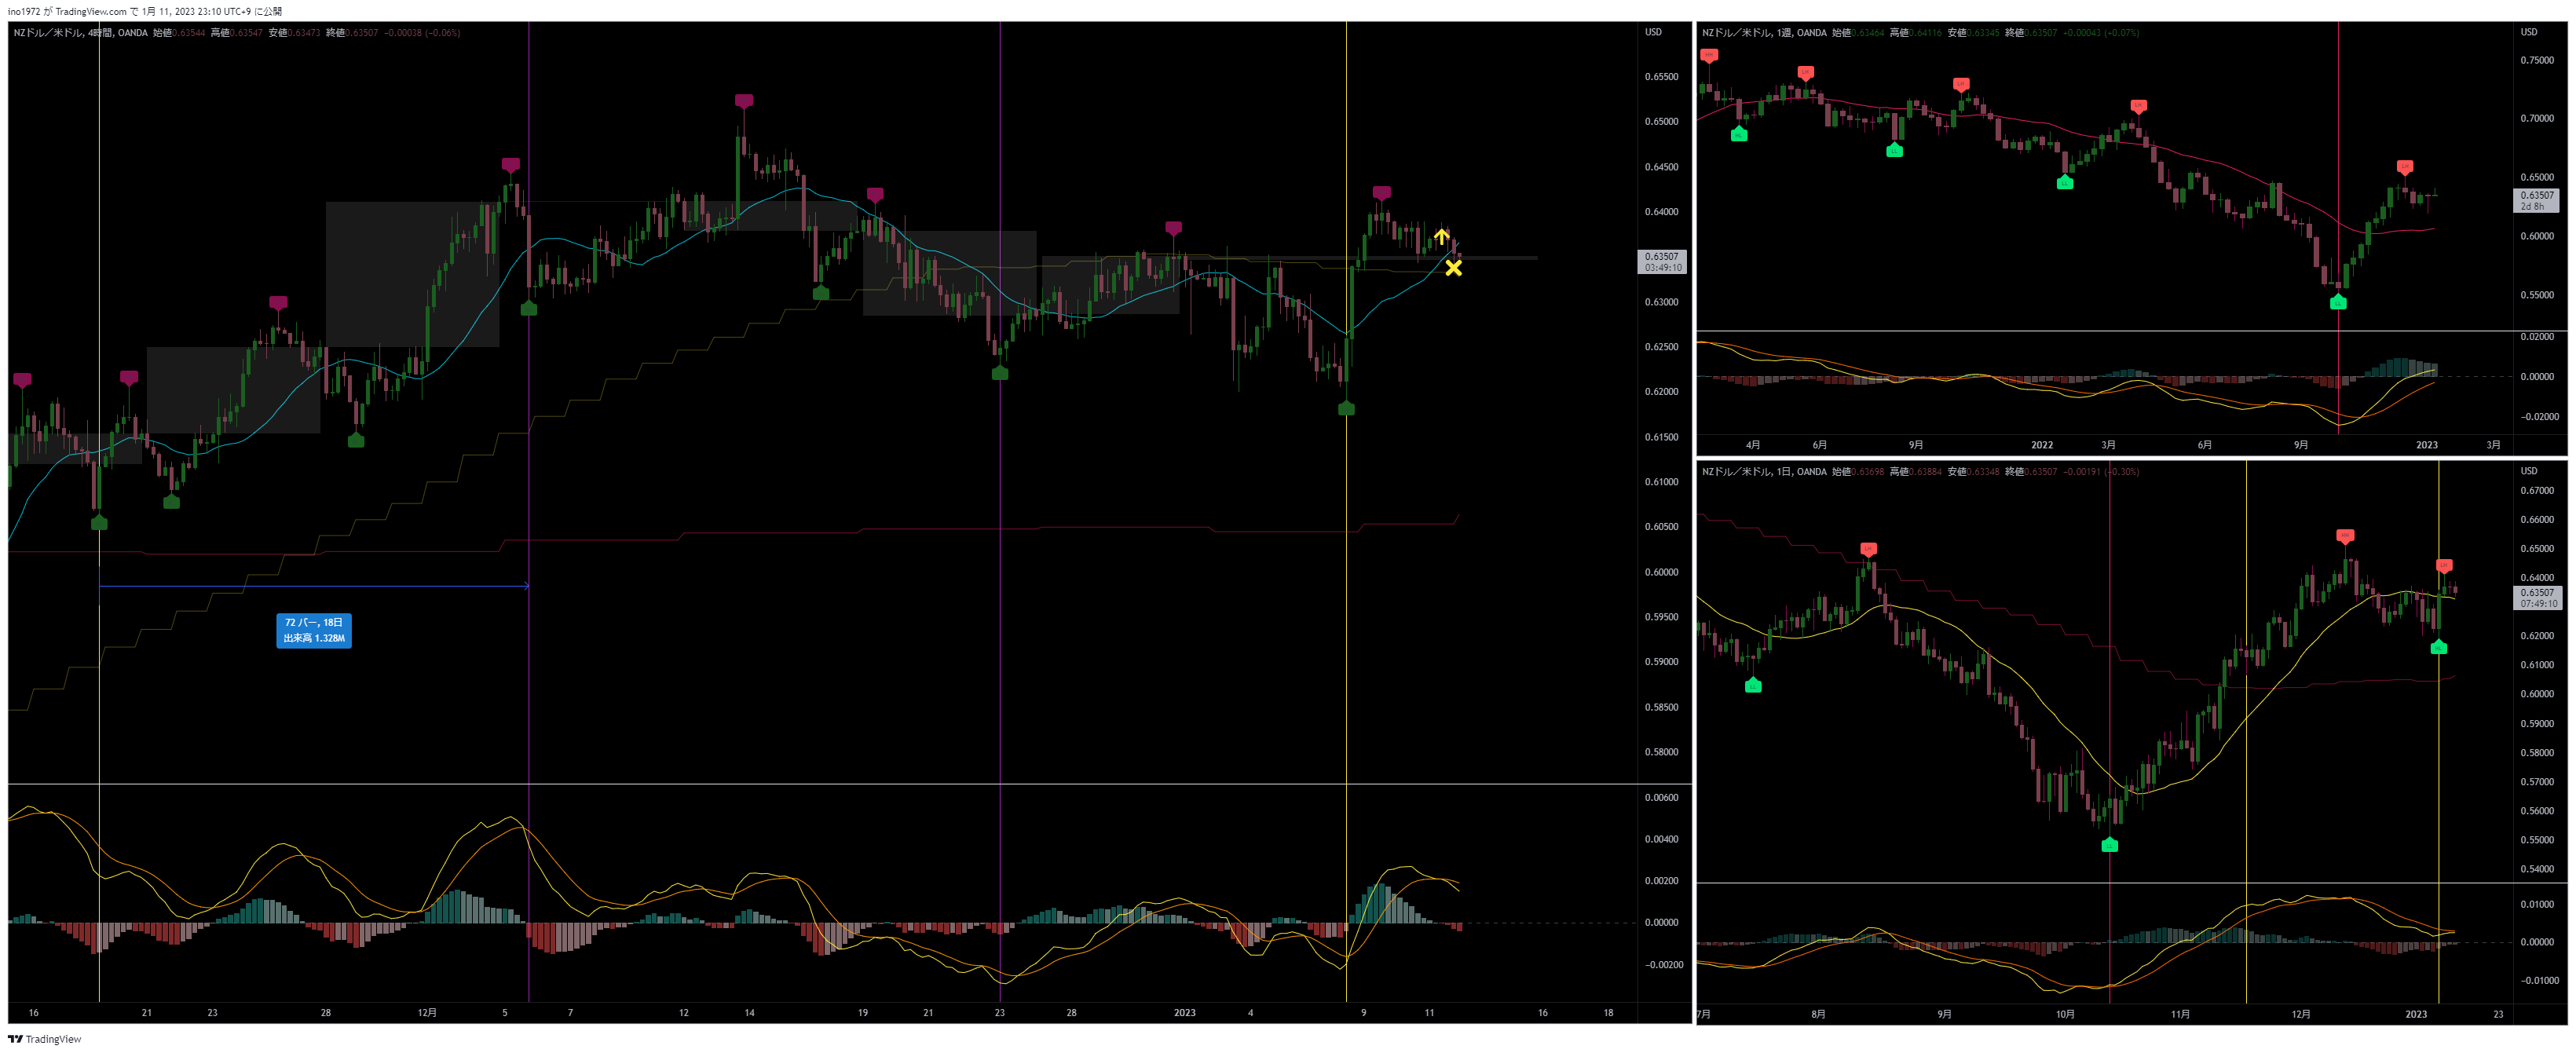 ino1972 が TradingView.com で 1月 11, 2023 23:10 UTC+9 に公開
NZドル／米ドル, 4時間, OANDA 始値0.63544 高値0.63547 安値0.63473 終値0.63507 −0.00038 (−0.06%)
USD
0.65500
0.65000
0.64500
0.64000
0.63507
03:49:10
0.63000
0.62500
0.62000
0.61500
0.61000
0.60500
0.60000
0.59500
0.59000
0.58500
0.58000
72 バー, 18日
出来高 1.328M
0.00600
0.00400
0.00200
0.00000
−0.00200
16 21 23 28 12月 5 7 12 14 19 21 23 28 2023 4 9 11 16 18
NZドル／米ドル, 1週, OANDA 始値0.63464 高値0.64116 安値0.63345 終値0.63507 +0.00043 (+0.07%)
USD
0.75000
0.70000
0.65000
0.63507
2d 8h
0.60000
0.55000
LH
LH
LH
LH
LL
LL
LL
0.02000
0.00000
−0.02000
4月 6月 9月 2022 3月 6月 9月 2023 3月
NZドル／米ドル, 1日, OANDA 始値0.63698 高値0.63884 安値0.63348 終値0.63507 −0.00191 (−0.30%)
USD
0.67000
0.66000
0.65000
0.64000
0.63507
07:49:10
0.62000
0.61000
0.60000
0.59000
0.58000
0.57000
0.56000
0.55000
0.54000
LH
HH
LH
LL
HL
LL
0.01000
0.00000
−0.01000
7月 8月 9月 10月 11月 12月 2023 23
TradingView